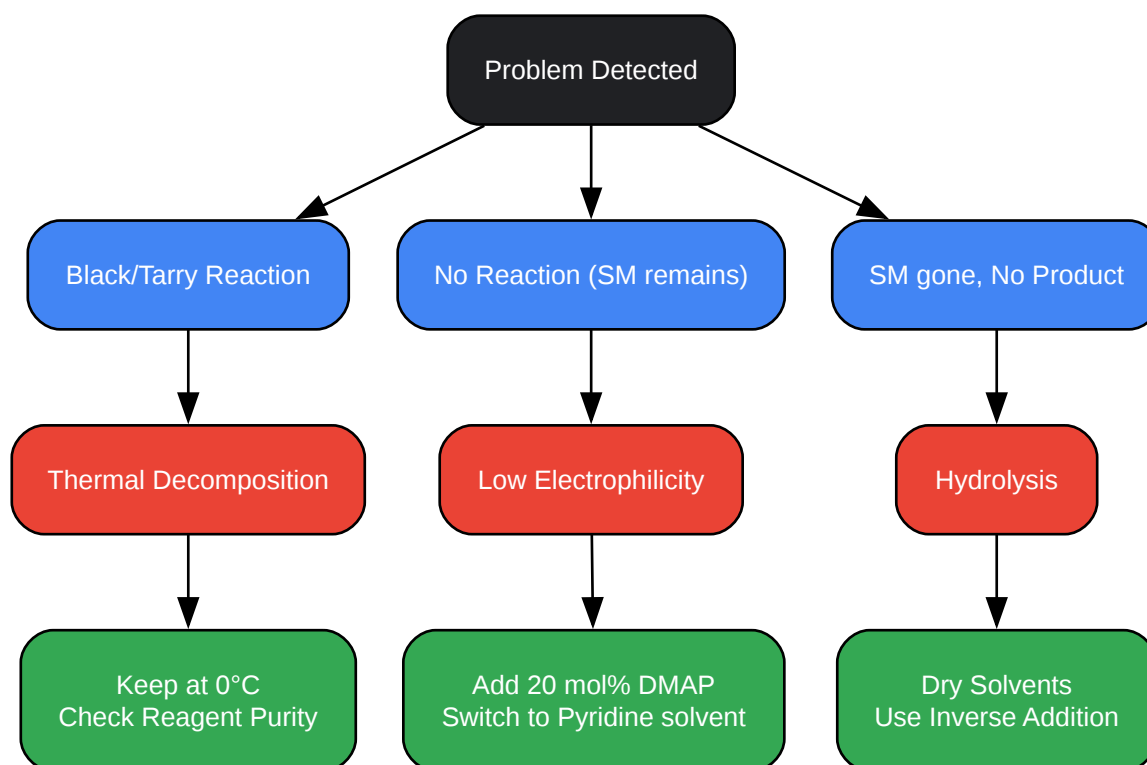 Problem Detected
Black/Tarry Reaction
No Reaction (SM remains)
SM gone, No Product
Thermal Decomposition
Low Electrophilicity
Hydrolysis
Keep at 0°C
Check Reagent Purity
Add 20 mol% DMAP
Switch to Pyridine solvent
Dry Solvents
Use Inverse Addition